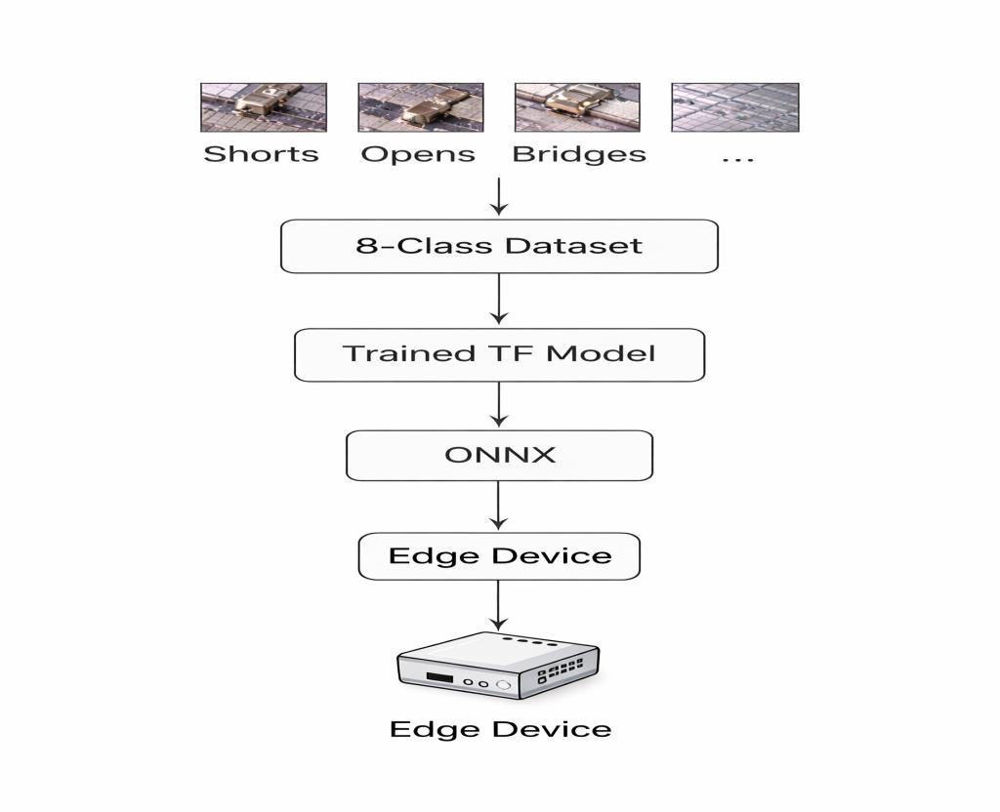 Shorts Opens Bridges ...
8-Class Dataset
Trained TF Model
ONNX
Edge Device
Edge Device